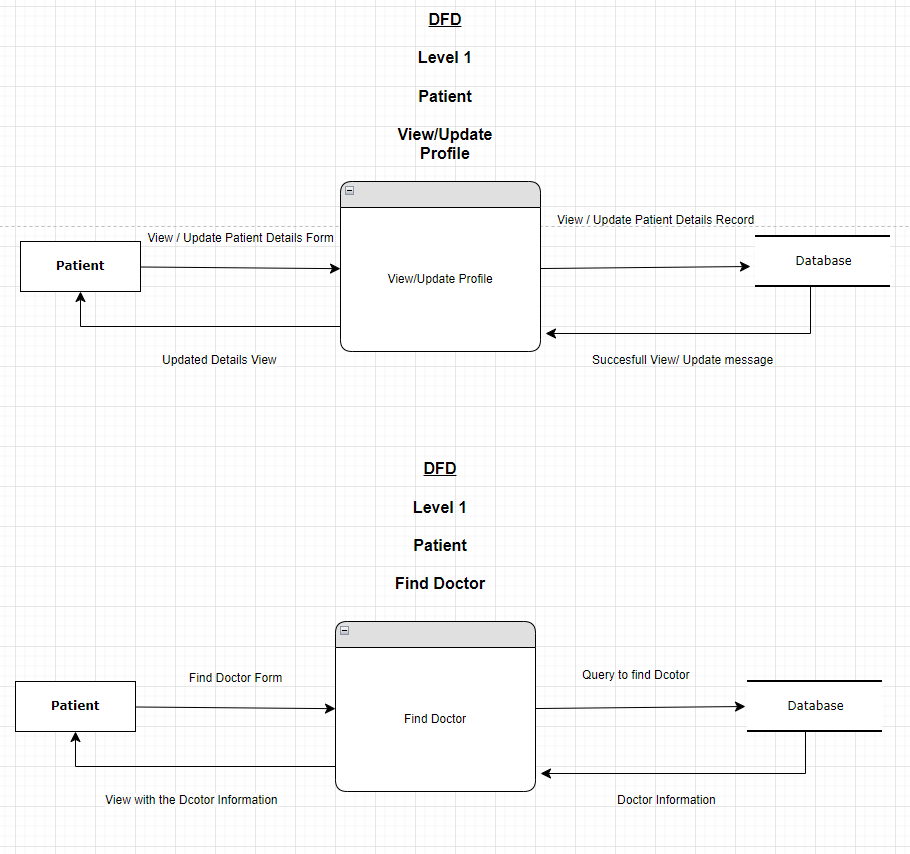 DFD
Level 1
Patient
View/Update
Profile
View / Update Patient Details Record
View / Update Patient Details Form
Patient
View/Update Profile
Database
Updated Details View
Succesfull View/ Update message
DFD
Level 1
Patient
Find Doctor
Find Doctor Form
Query to find Dcotor
Patient
Find Doctor
Database
View with the Dcotor Information
Doctor Information